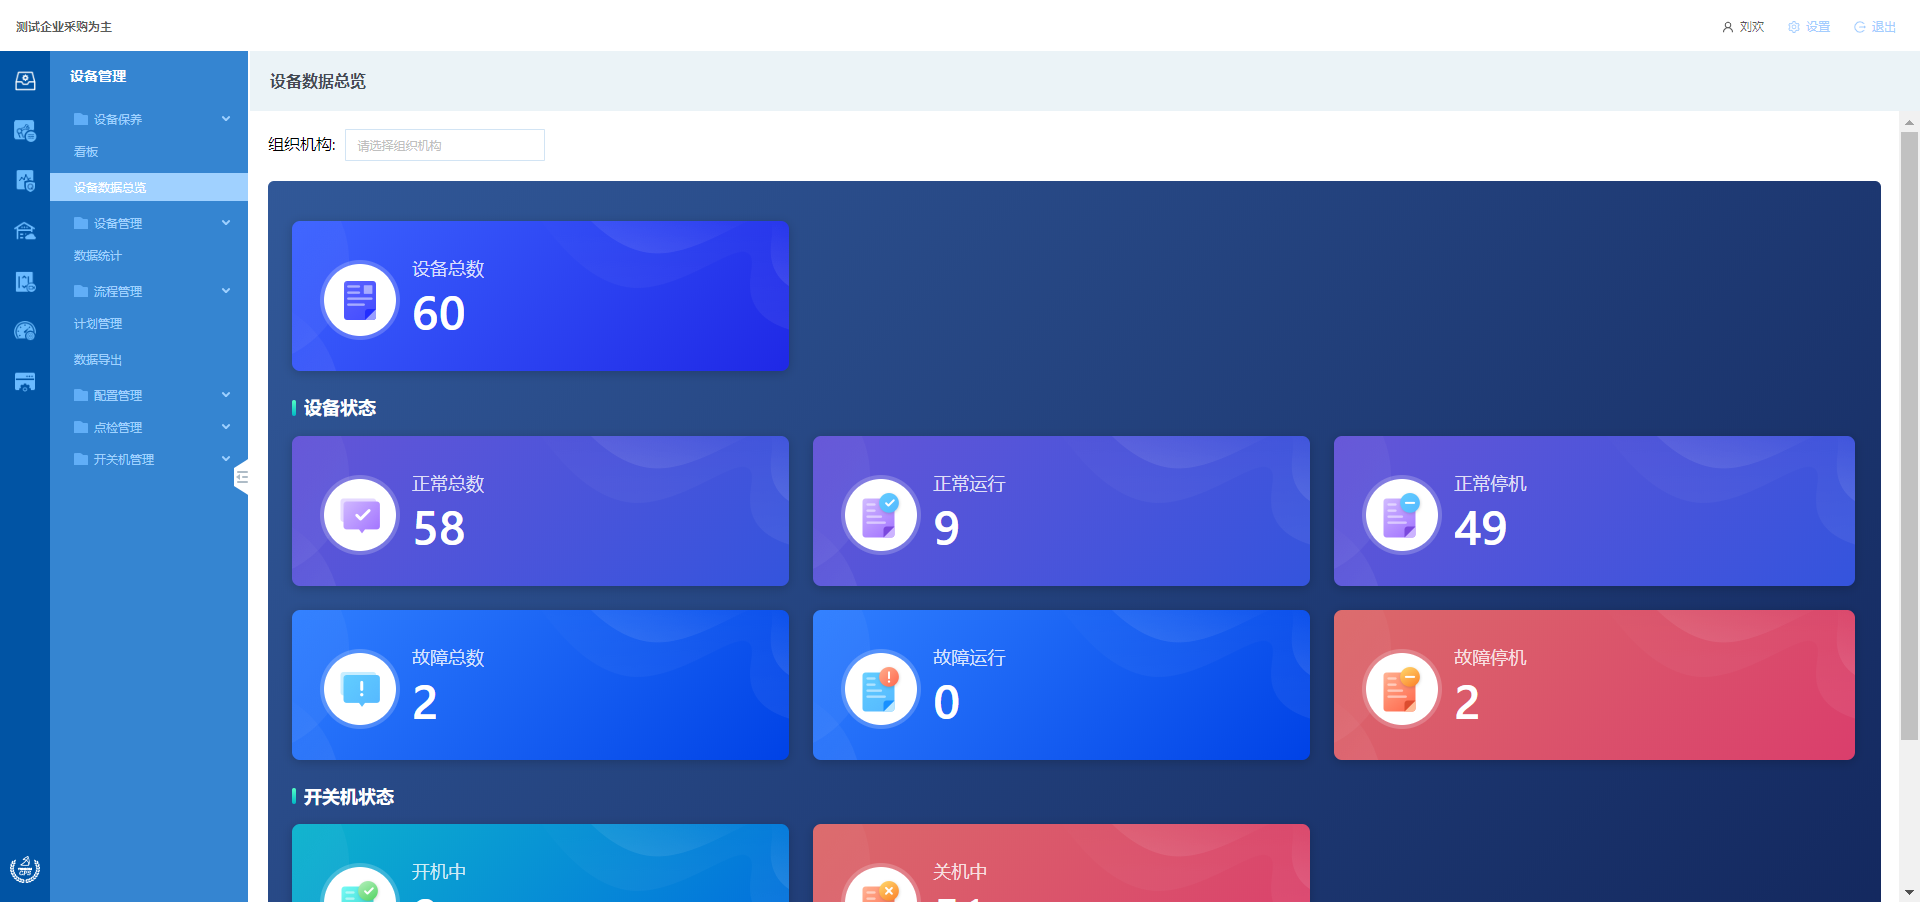 测试企业采购为主
刘欢 设置 退出
设备管理
设备保养
看板
设备数据总览
设备管理
数据统计
流程管理
计划管理
数据导出
配置管理
点检管理
开关机管理
设备数据总览
组织机构: 请选择组织机构
设备总数
60
设备状态
正常总数
58
正常运行
9
正常停机
49
故障总数
2
故障运行
0
故障停机
2
开关机状态
开机中
关机中